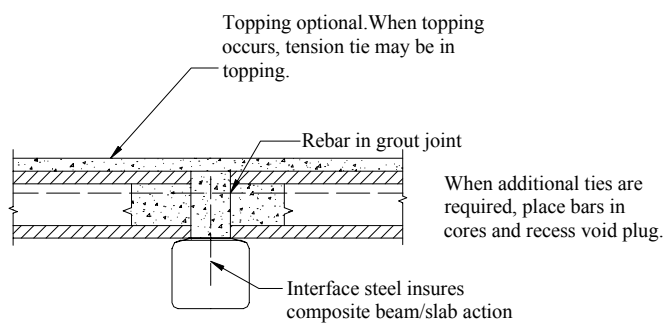 Topping optional.When topping
occurs, tension tie may be in
topping.
Rebar in grout joint
When additional ties are
required, place bars in
cores and recess void plug.
Interface steel insures
composite beam/slab action